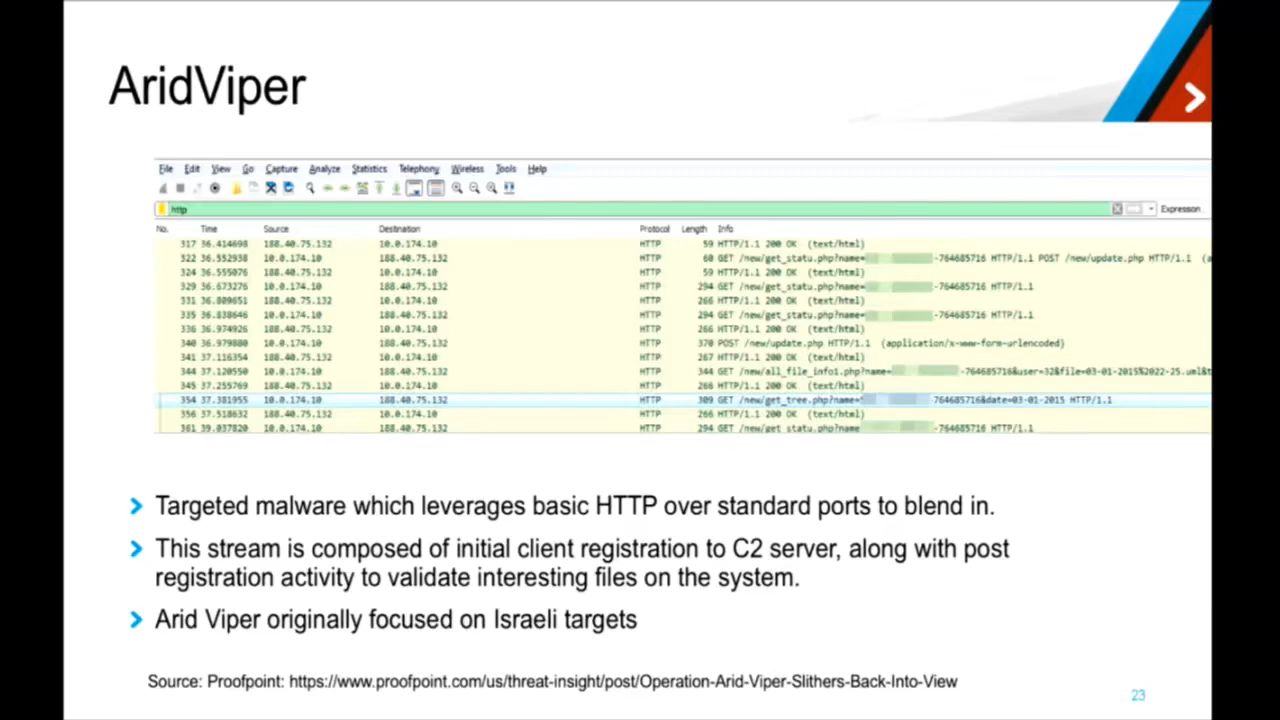 AridViper
File Edit View Go Capture Analyze Statistics Telephony Wireless Tools Help
http Expression
No. Time Source Destination Protocol Length Info
317 36.414698 188.40.75.132 10.0.174.10 HTTP 59 HTTP/1.1 200 OK (text/html)
322 36.552938 10.0.174.10 188.40.75.132 HTTP 60 GET /new/get_statu.php?name= -764685716 HTTP/1.1 POST /new/update.php HTTP/1.1 (a
324 36.555076 188.40.75.132 10.0.174.10 HTTP 59 HTTP/1.1 200 OK (text/html)
329 36.673276 10.0.174.10 188.40.75.132 HTTP 294 GET /new/get_statu.php?name= -764685716 HTTP/1.1
331 36.809651 188.40.75.132 10.0.174.10 HTTP 266 HTTP/1.1 200 OK (text/html)
335 36.838646 10.0.174.10 188.40.75.132 HTTP 294 GET /new/get_statu.php?name= -764685716 HTTP/1.1
336 36.974926 188.40.75.132 10.0.174.10 HTTP 266 HTTP/1.1 200 OK (text/html)
340 36.979880 10.0.174.10 188.40.75.132 HTTP 370 POST /new/update.php HTTP/1.1 (application/x-www-form-urlencoded)
341 37.116354 188.40.75.132 10.0.174.10 HTTP 267 HTTP/1.1 200 OK (text/html)
344 37.120550 10.0.174.10 188.40.75.132 HTTP 344 GET /new/all_file_info1.php?name= -764685716&user=32&file=03-01-2015%2022-25.uml&t
345 37.255769 188.40.75.132 10.0.174.10 HTTP 266 HTTP/1.1 200 OK (text/html)
354 37.381955 10.0.174.10 188.40.75.132 HTTP 309 GET /new/get_tree.php?name= 764685716&date=03-01-2015 HTTP/1.1
356 37.518632 188.40.75.132 10.0.174.10 HTTP 266 HTTP/1.1 200 OK (text/html)
361 39.037820 10.0.174.10 188.40.75.132 HTTP 294 GET /new/get_statu.php?name -764685716 HTTP/1.1
Targeted malware which leverages basic HTTP over standard ports to blend in.
This stream is composed of initial client registration to C2 server, along with post
registration activity to validate interesting files on the system.
Arid Viper originally focused on Israeli targets
Source: Proofpoint: https://www.proofpoint.com/us/threat-insight/post/Operation-Arid-Viper-Slithers-Back-Into-View
23